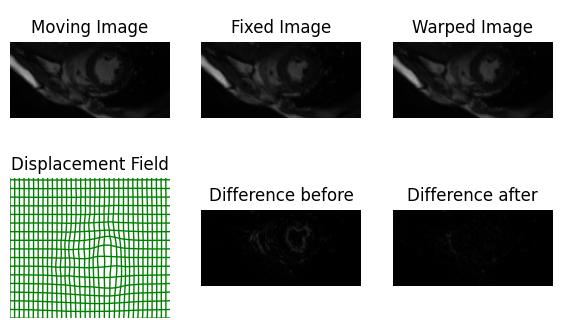 Moving Image
Fixed Image
Warped Image
Displacement Field
Difference before
Difference after